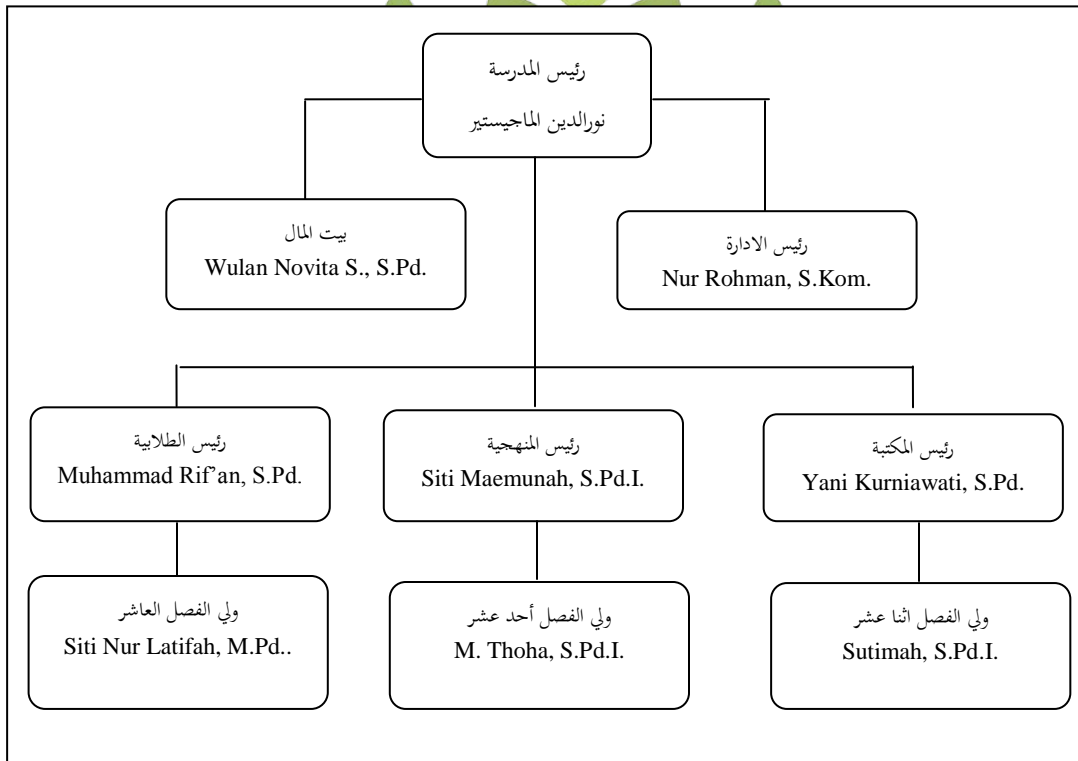 رئيس المدرسة
نورالدين الماجيستير
بيت المال
Wulan Novita S., S.Pd.
رئيس الادارة
Nur Rohman, S.Kom.
رئيس الطلابية
Muhammad Rif’an, S.Pd.
رئيس المنهجية
Siti Maemunah, S.Pd.I.
رئيس المكتبة
Yani Kurniawati, S.Pd.
ولي الفصل العاشر
Siti Nur Latifah, M.Pd..
ولي الفصل أحد عشر
M. Thoha, S.Pd.I.
ولي الفصل اثنا عشر
Sutimah, S.Pd.I.